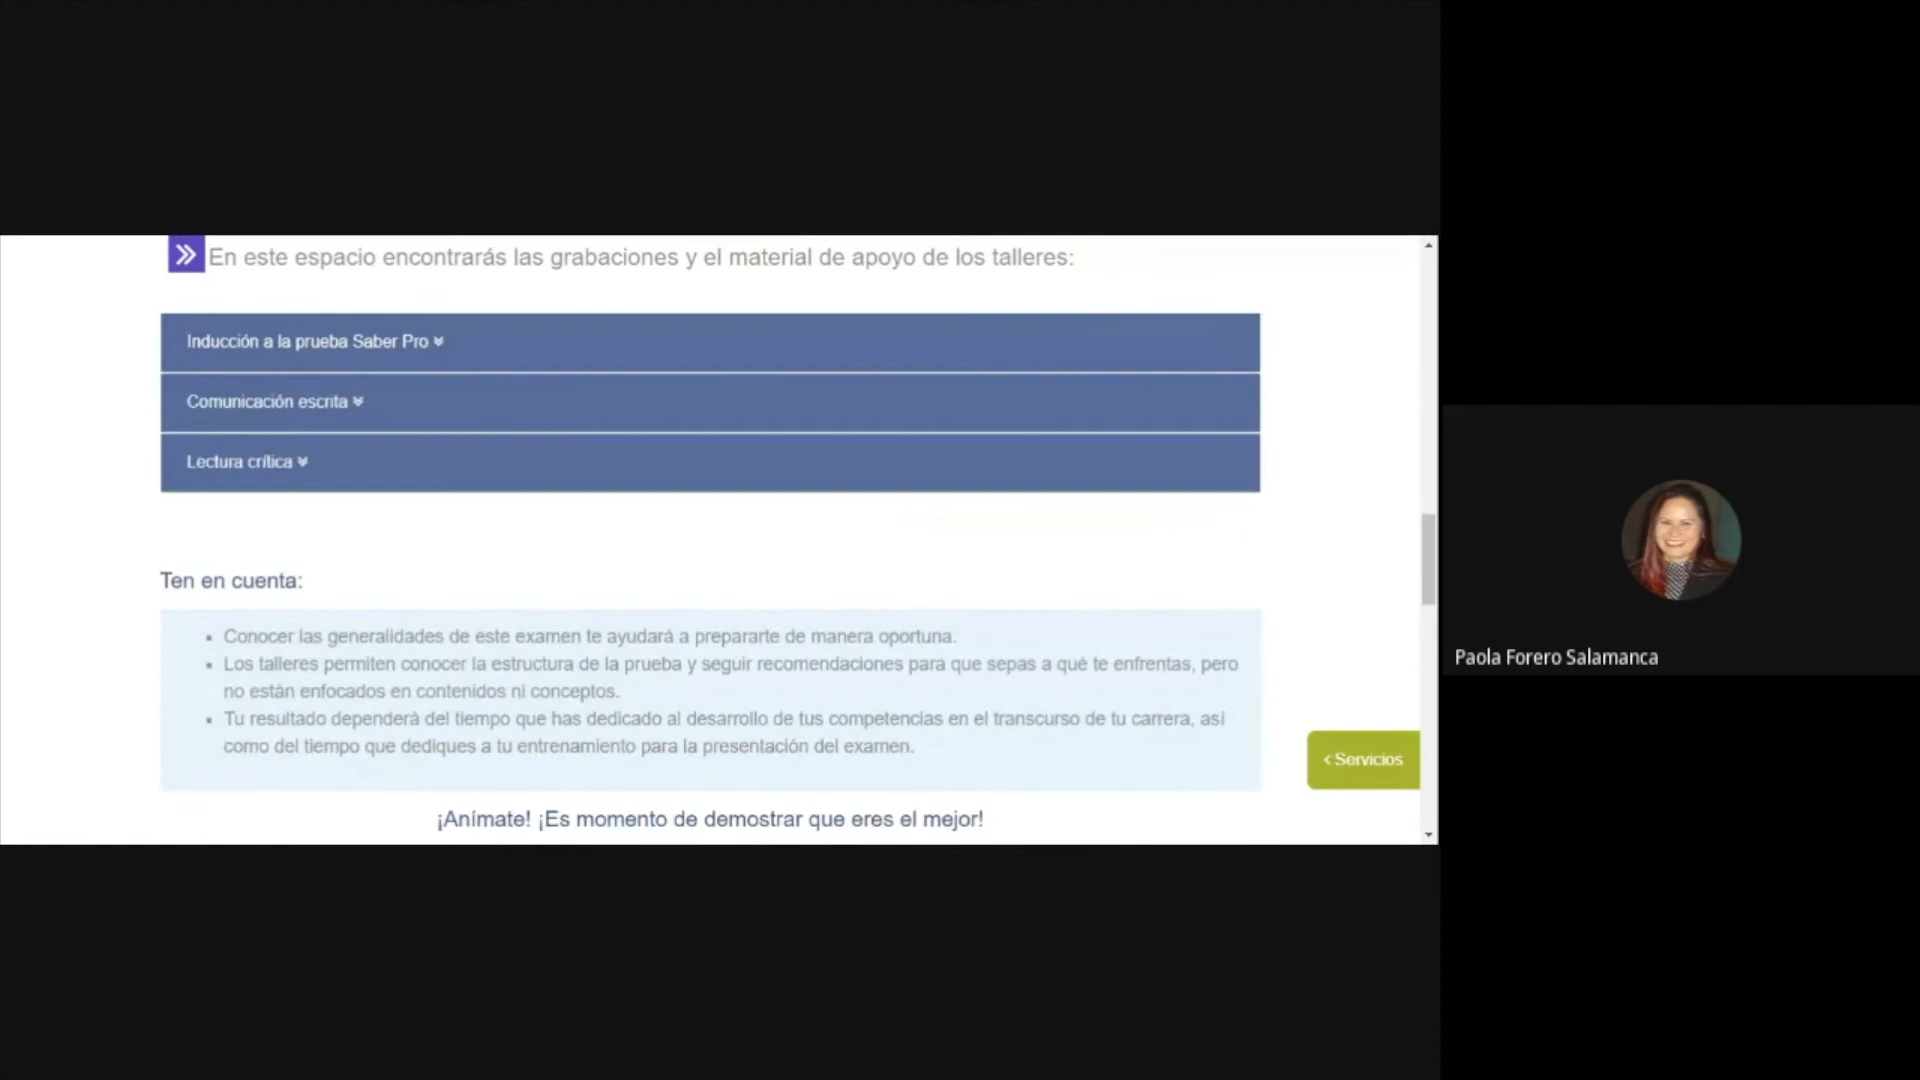 En este espacio encontrarás las grabaciones y el material de apoyo de los talleres:
Inducción a la prueba Saber Pro
Comunicación escrita
Lectura crítica
Ten en cuenta:
Conocer las generalidades de este examen te ayudará a prepararte de manera oportuna.
Los talleres permiten conocer la estructura de la prueba y seguir recomendaciones para que sepas a qué te enfrentas, pero
no están enfocados en contenidos ni conceptos.
Tu resultado dependerá del tiempo que has dedicado al desarrollo de tus competencias en el transcurso de tu carrera, así
como del tiempo que dediques a tu entrenamiento para la presentación del examen.
¡Anímate! ¡Es momento de demostrar que eres el mejor!
< Servicios
Paola Forero Salamanca